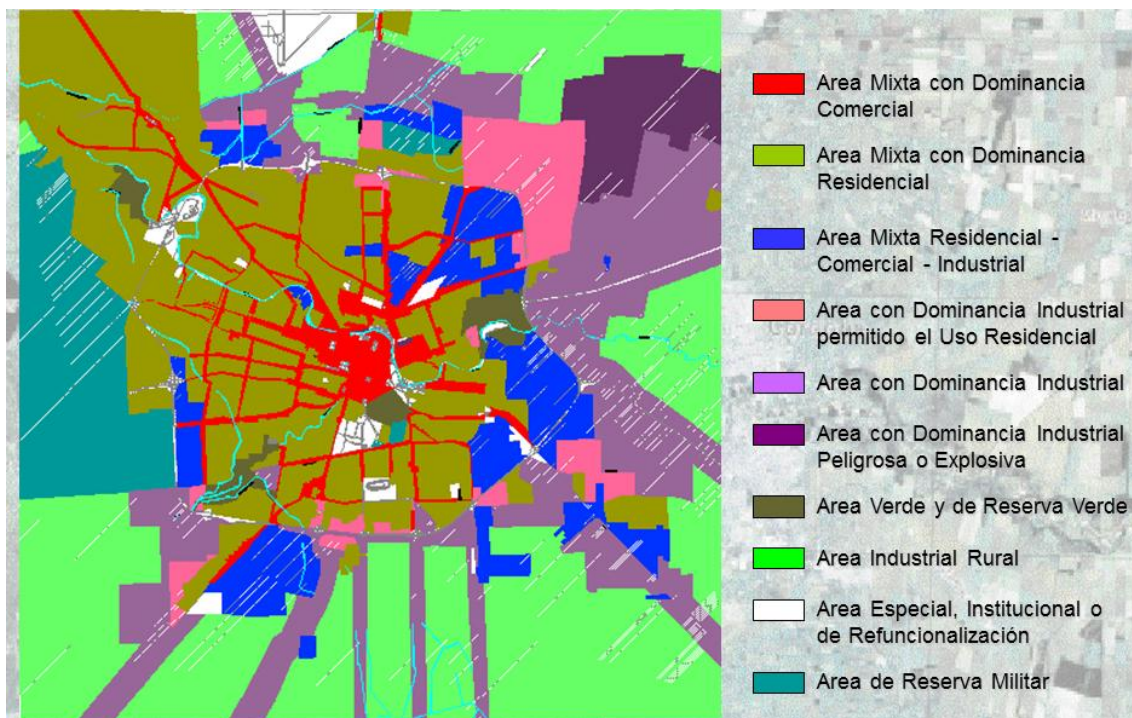 Area Mixta con Dominancia
Comercial
Area Mixta con Dominancia
Residencial
Area Mixta Residencial -
Comercial - Industrial
Area con Dominancia Industrial
permitido el Uso Residencial
Area con Dominancia Industrial
Area con Dominancia Industrial
Peligrosa o Explosiva
Area Verde y de Reserva Verde
Area Industrial Rural
Area Especial, Institucional o
de Refuncionalización
Area de Reserva Militar